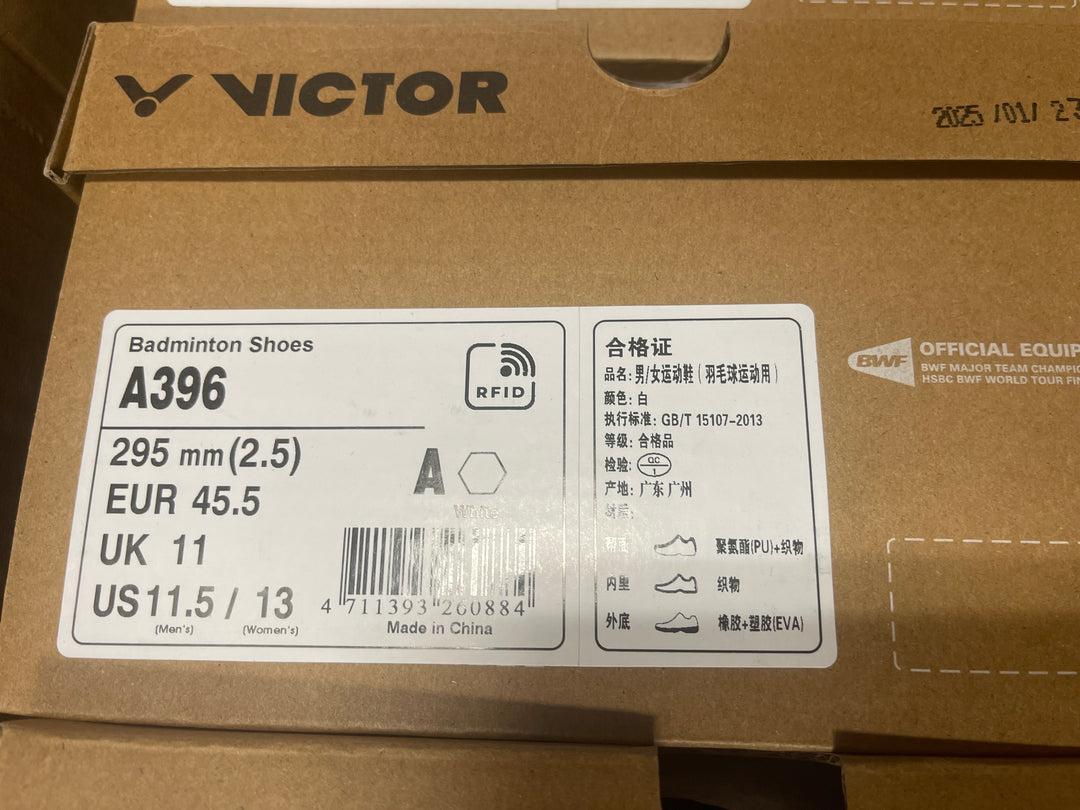 VICTOR
2025/01/23
Badminton Shoes
A396
RFID
295 mm (2.5)
EUR 45.5
UK 11
US 11.5 / 13
(Men's) (Women's)
A
White
4 711393 260884
Made in China
合格证
品名: 男/女运动鞋(羽毛球运动用)
颜色: 白
执行标准: GB/T 15107-2013
等级: 合格品
检验: QC 1
产地: 广东 广州
材质:
聚氨酯(PU)+织物
内里 织物
外底 橡胶+塑胶(EVA)
BWF
OFFICIAL EQUIP
BWF MAJOR TEAM CHAMPIO
HSBC BWF WORLD TOUR FIN